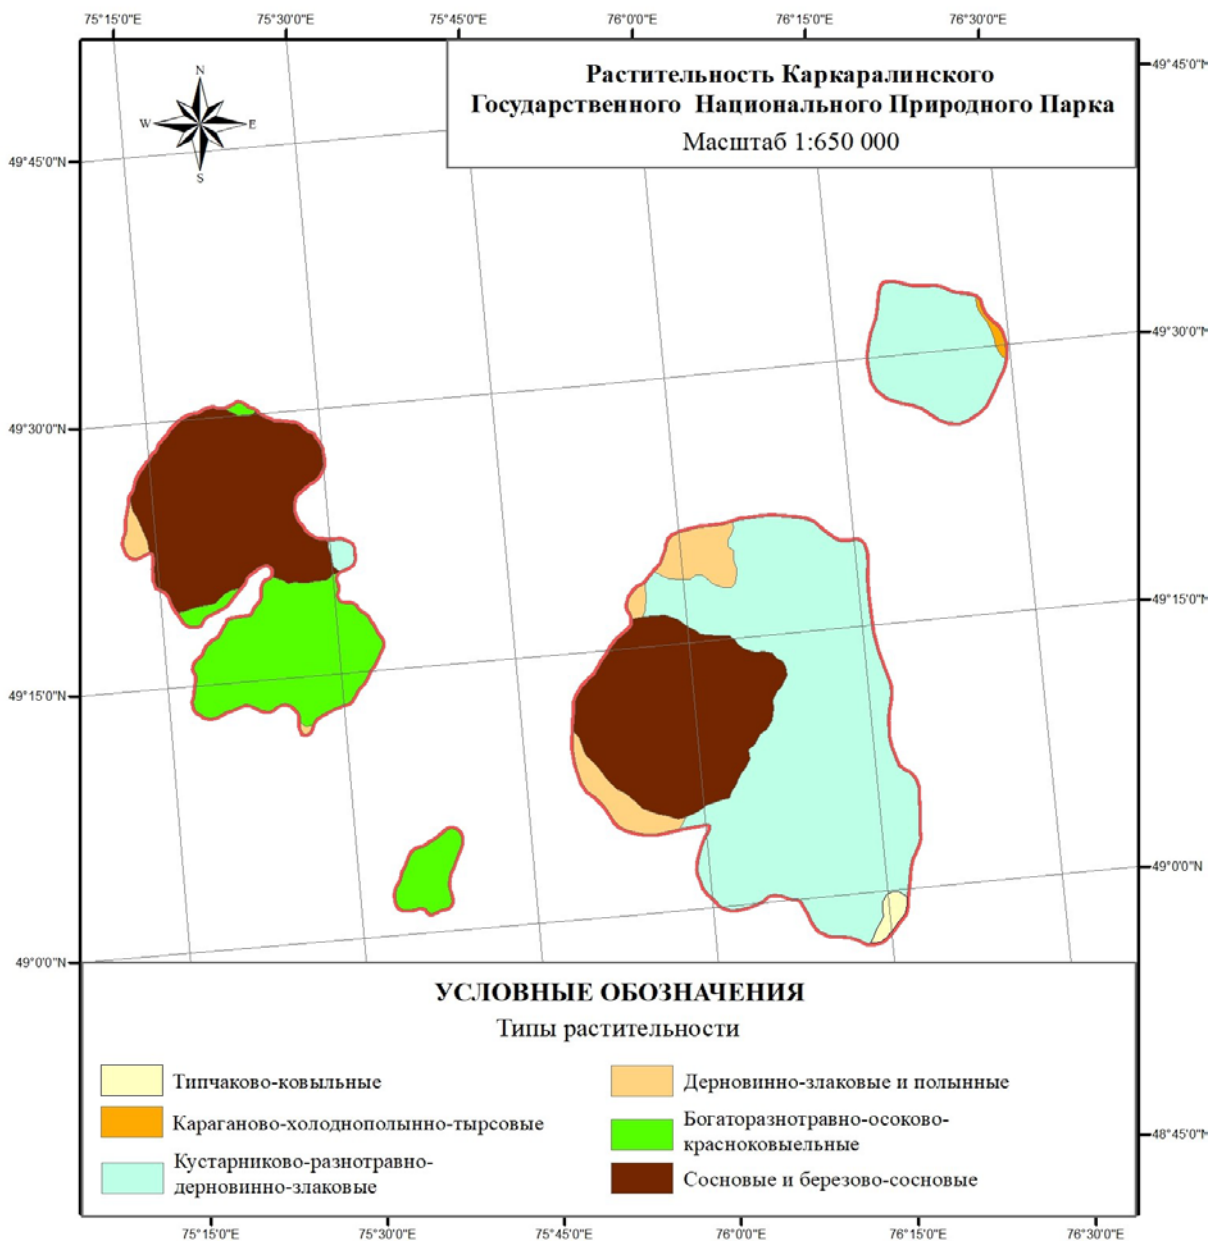 75°15'0"E 75°30'0"E 75°45'0"E 76°0'0"E 76°15'0"E 76°30'0"E
49°45'0"N
Растительность Каркаралинского
Государственного Национального Природного Парка
Масштаб 1:650 000
N
W E
S
49°45'0"N
49°30'0"N
49°30'0"N
49°15'0"N
49°15'0"N
49°0'0"N
49°0'0"N
УСЛОВНЫЕ ОБОЗНАЧЕНИЯ
Типы растительности
Типчаково-ковыльные
Караганово-холоднополынно-тырсовые
Кустарниково-разнотравно-
дерновинно-злаковые
Дерновинно-злаковые и полынные
Богаторазнотравно-осоково-
красноковыельные
Сосновые и березово-сосновые
48°45'0"N
75°15'0"E 75°30'0"E 75°45'0"E 76°0'0"E 76°15'0"E 76°30'0"E